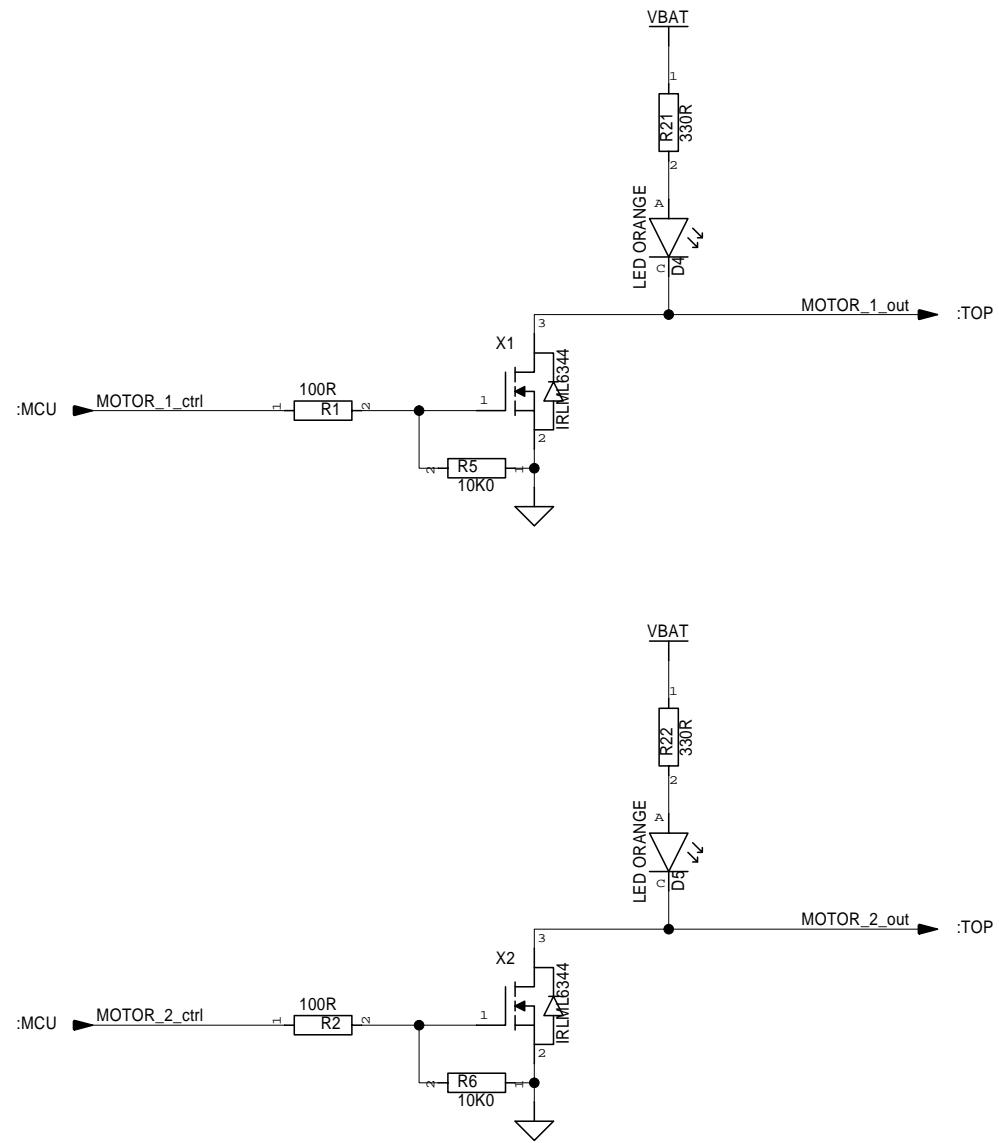 VBAT
1
R21
330R
2
LED ORANGE
A
C
D4
MOTOR_1_out
:TOP
3
X1
IRLML6344
100R
:MCU
MOTOR_1_ctrl
1
R1
2
1
2
2
R5
1
10K0
VBAT
1
R22
330R
2
LED ORANGE
A
C
D5
MOTOR_2_out
:TOP
3
X2
IRLML6344
100R
:MCU
MOTOR_2_ctrl
1
R2
2
1
2
2
R6
1
10K0